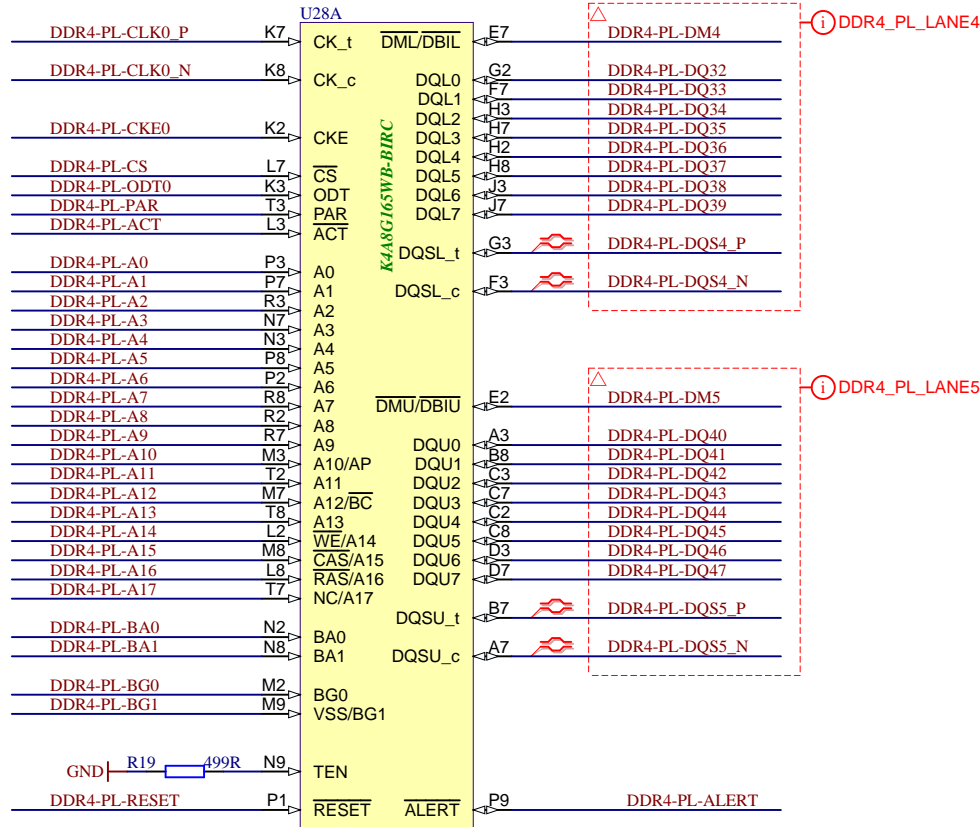 U28A
K4A8G165WB-BIRC
DDR4-PL-CLK0_P K7 CK_t
DDR4-PL-CLK0_N K8 CK_c
DDR4-PL-CKE0 K2 CKE
DDR4-PL-CS L7 CS
DDR4-PL-ODT0 K3 ODT
DDR4-PL-PAR T3 PAR
DDR4-PL-ACT L3 ACT
DDR4-PL-A0 P3 A0
DDR4-PL-A1 P7 A1
DDR4-PL-A2 R3 A2
DDR4-PL-A3 N7 A3
DDR4-PL-A4 N3 A4
DDR4-PL-A5 P8 A5
DDR4-PL-A6 P2 A6
DDR4-PL-A7 R8 A7
DDR4-PL-A8 R2 A8
DDR4-PL-A9 R7 A9
DDR4-PL-A10 M3 A10/AP
DDR4-PL-A11 T2 A11
DDR4-PL-A12 M7 A12/BC
DDR4-PL-A13 T8 A13
DDR4-PL-A14 L2 WE/A14
DDR4-PL-A15 M8 CAS/A15
DDR4-PL-A16 L8 RAS/A16
DDR4-PL-A17 T7 NC/A17
DDR4-PL-BA0 N2 BA0
DDR4-PL-BA1 N8 BA1
DDR4-PL-BG0 M2 BG0
DDR4-PL-BG1 M9 VSS/BG1
GND R19 499R N9 TEN
DDR4-PL-RESET P1 RESET
DML/DBIL E7 DDR4-PL-DM4
DQL0 G2 DDR4-PL-DQ32
DQL1 F7 DDR4-PL-DQ33
DQL2 H3 DDR4-PL-DQ34
DQL3 H7 DDR4-PL-DQ35
DQL4 H2 DDR4-PL-DQ36
DQL5 H8 DDR4-PL-DQ37
DQL6 J3 DDR4-PL-DQ38
DQL7 J7 DDR4-PL-DQ39
DQSL_t G3 DDR4-PL-DQS4_P
DQSL_c F3 DDR4-PL-DQS4_N
i DDR4_PL_LANE4
DMU/DBIU E2 DDR4-PL-DM5
DQU0 A3 DDR4-PL-DQ40
DQU1 B8 DDR4-PL-DQ41
DQU2 C3 DDR4-PL-DQ42
DQU3 C7 DDR4-PL-DQ43
DQU4 C2 DDR4-PL-DQ44
DQU5 C8 DDR4-PL-DQ45
DQU6 D3 DDR4-PL-DQ46
DQU7 D7 DDR4-PL-DQ47
DQSU_t B7 DDR4-PL-DQS5_P
DQSU_c A7 DDR4-PL-DQS5_N
i DDR4_PL_LANE5
ALERT P9 DDR4-PL-ALERT